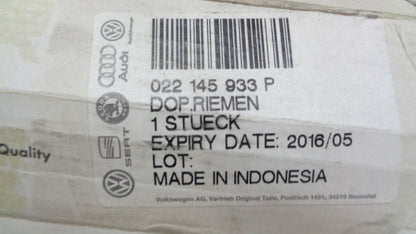 022 145 933 P
DOP.RIEMEN
1 STUECK
EXPIRY DATE: 2016/05
LOT:
MADE IN INDONESIA
Volkswagen AG, Vertrieb Original Teile, Postfach 1431, 34219 Baunatal
Audi
SEAT
Quality